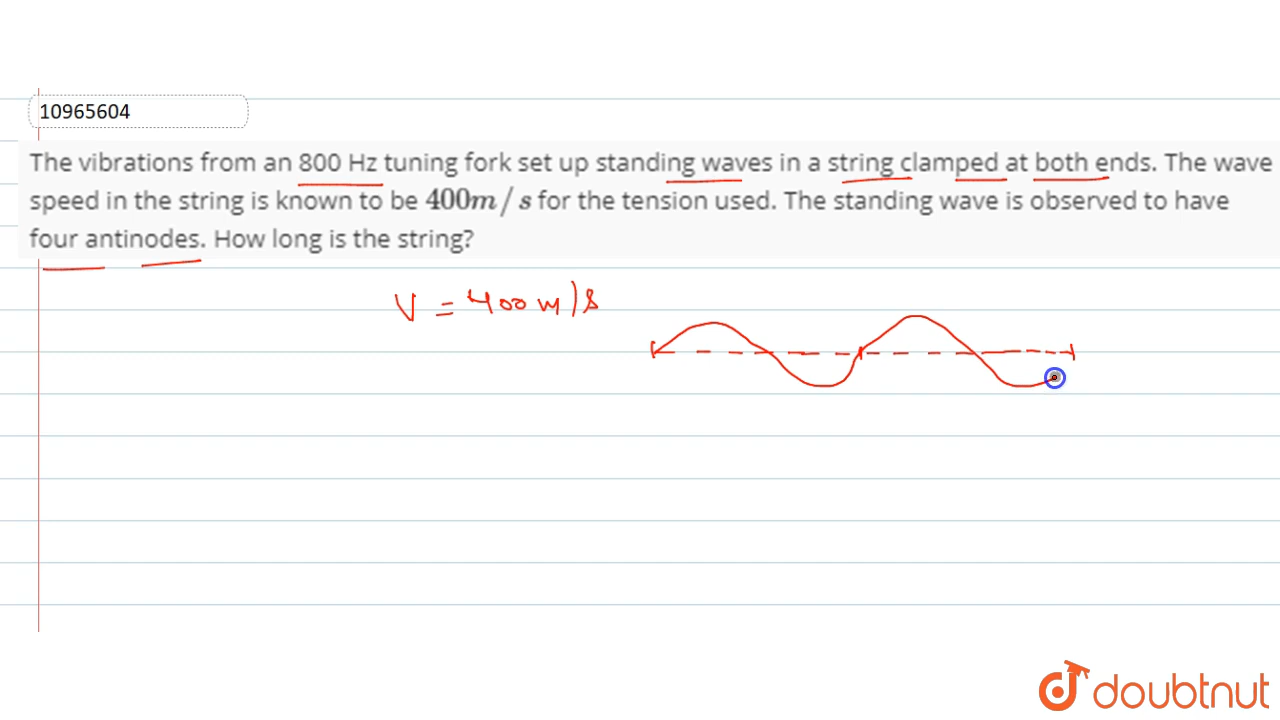 10965604
The vibrations from an 800 Hz tuning fork set up standing waves in a string clamped at both ends. The wave
speed in the string is known to be 400m/s for the tension used. The standing wave is observed to have
four antinodes. How long is the string?
V = 400 m/s
doubtnut